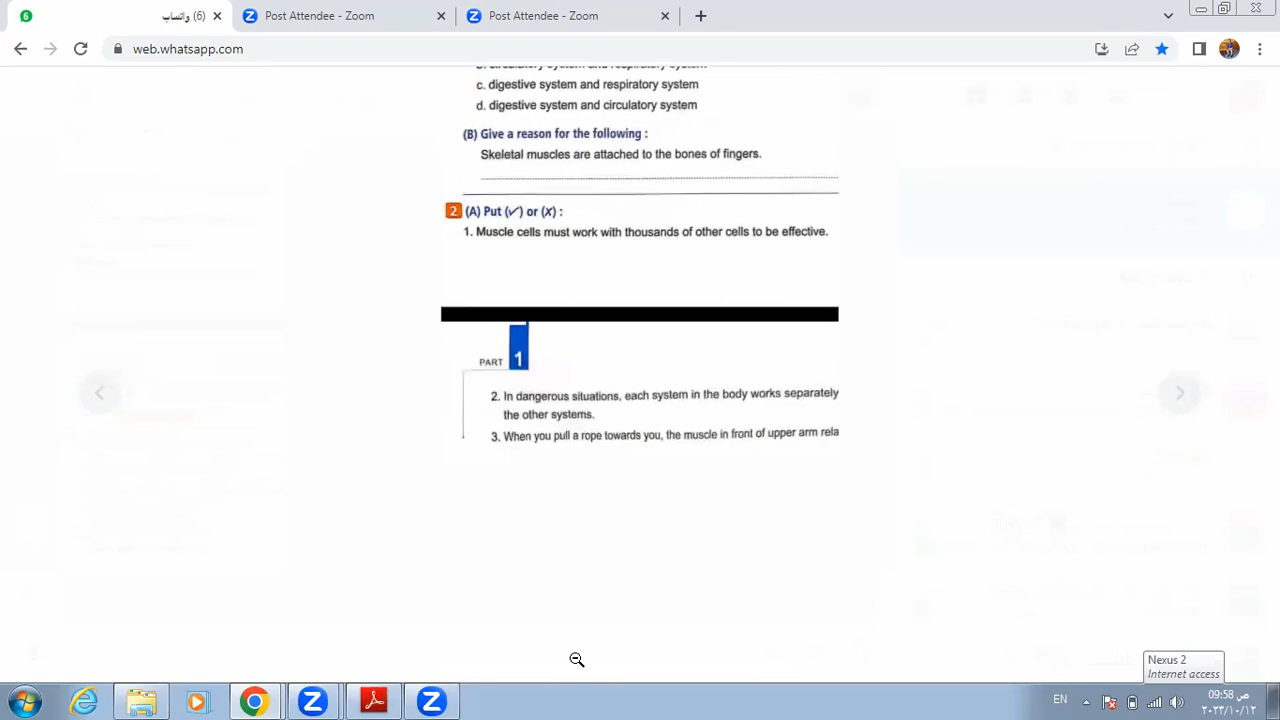 (6) واتساب
Post Attendee - Zoom
Post Attendee - Zoom
web.whatsapp.com
c. digestive system and respiratory system
d. digestive system and circulatory system
(B) Give a reason for the following :
Skeletal muscles are attached to the bones of fingers.
2 (A) Put (✓) or (x) :
1. Muscle cells must work with thousands of other cells to be effective.
PART 1
2. In dangerous situations, each system in the body works separately
the other systems.
3. When you pull a rope towards you, the muscle in front of upper arm rela
Nexus 2
Internet access
EN
09:58 ص
٢٠٢٣/١٠/١٢